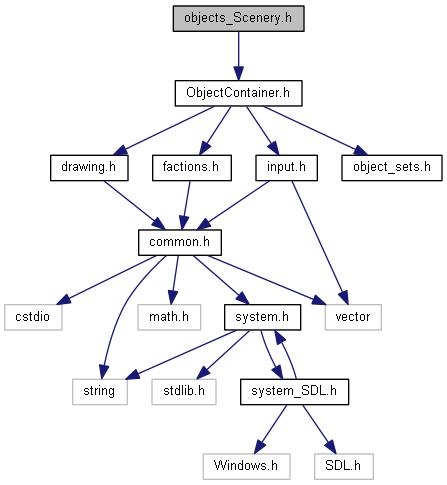 objects_Scenery.h
ObjectContainer.h
drawing.h
factions.h
input.h
object_sets.h
common.h
cstdio
math.h
system.h
vector
string
stdlib.h
system_SDL.h
Windows.h
SDL.h